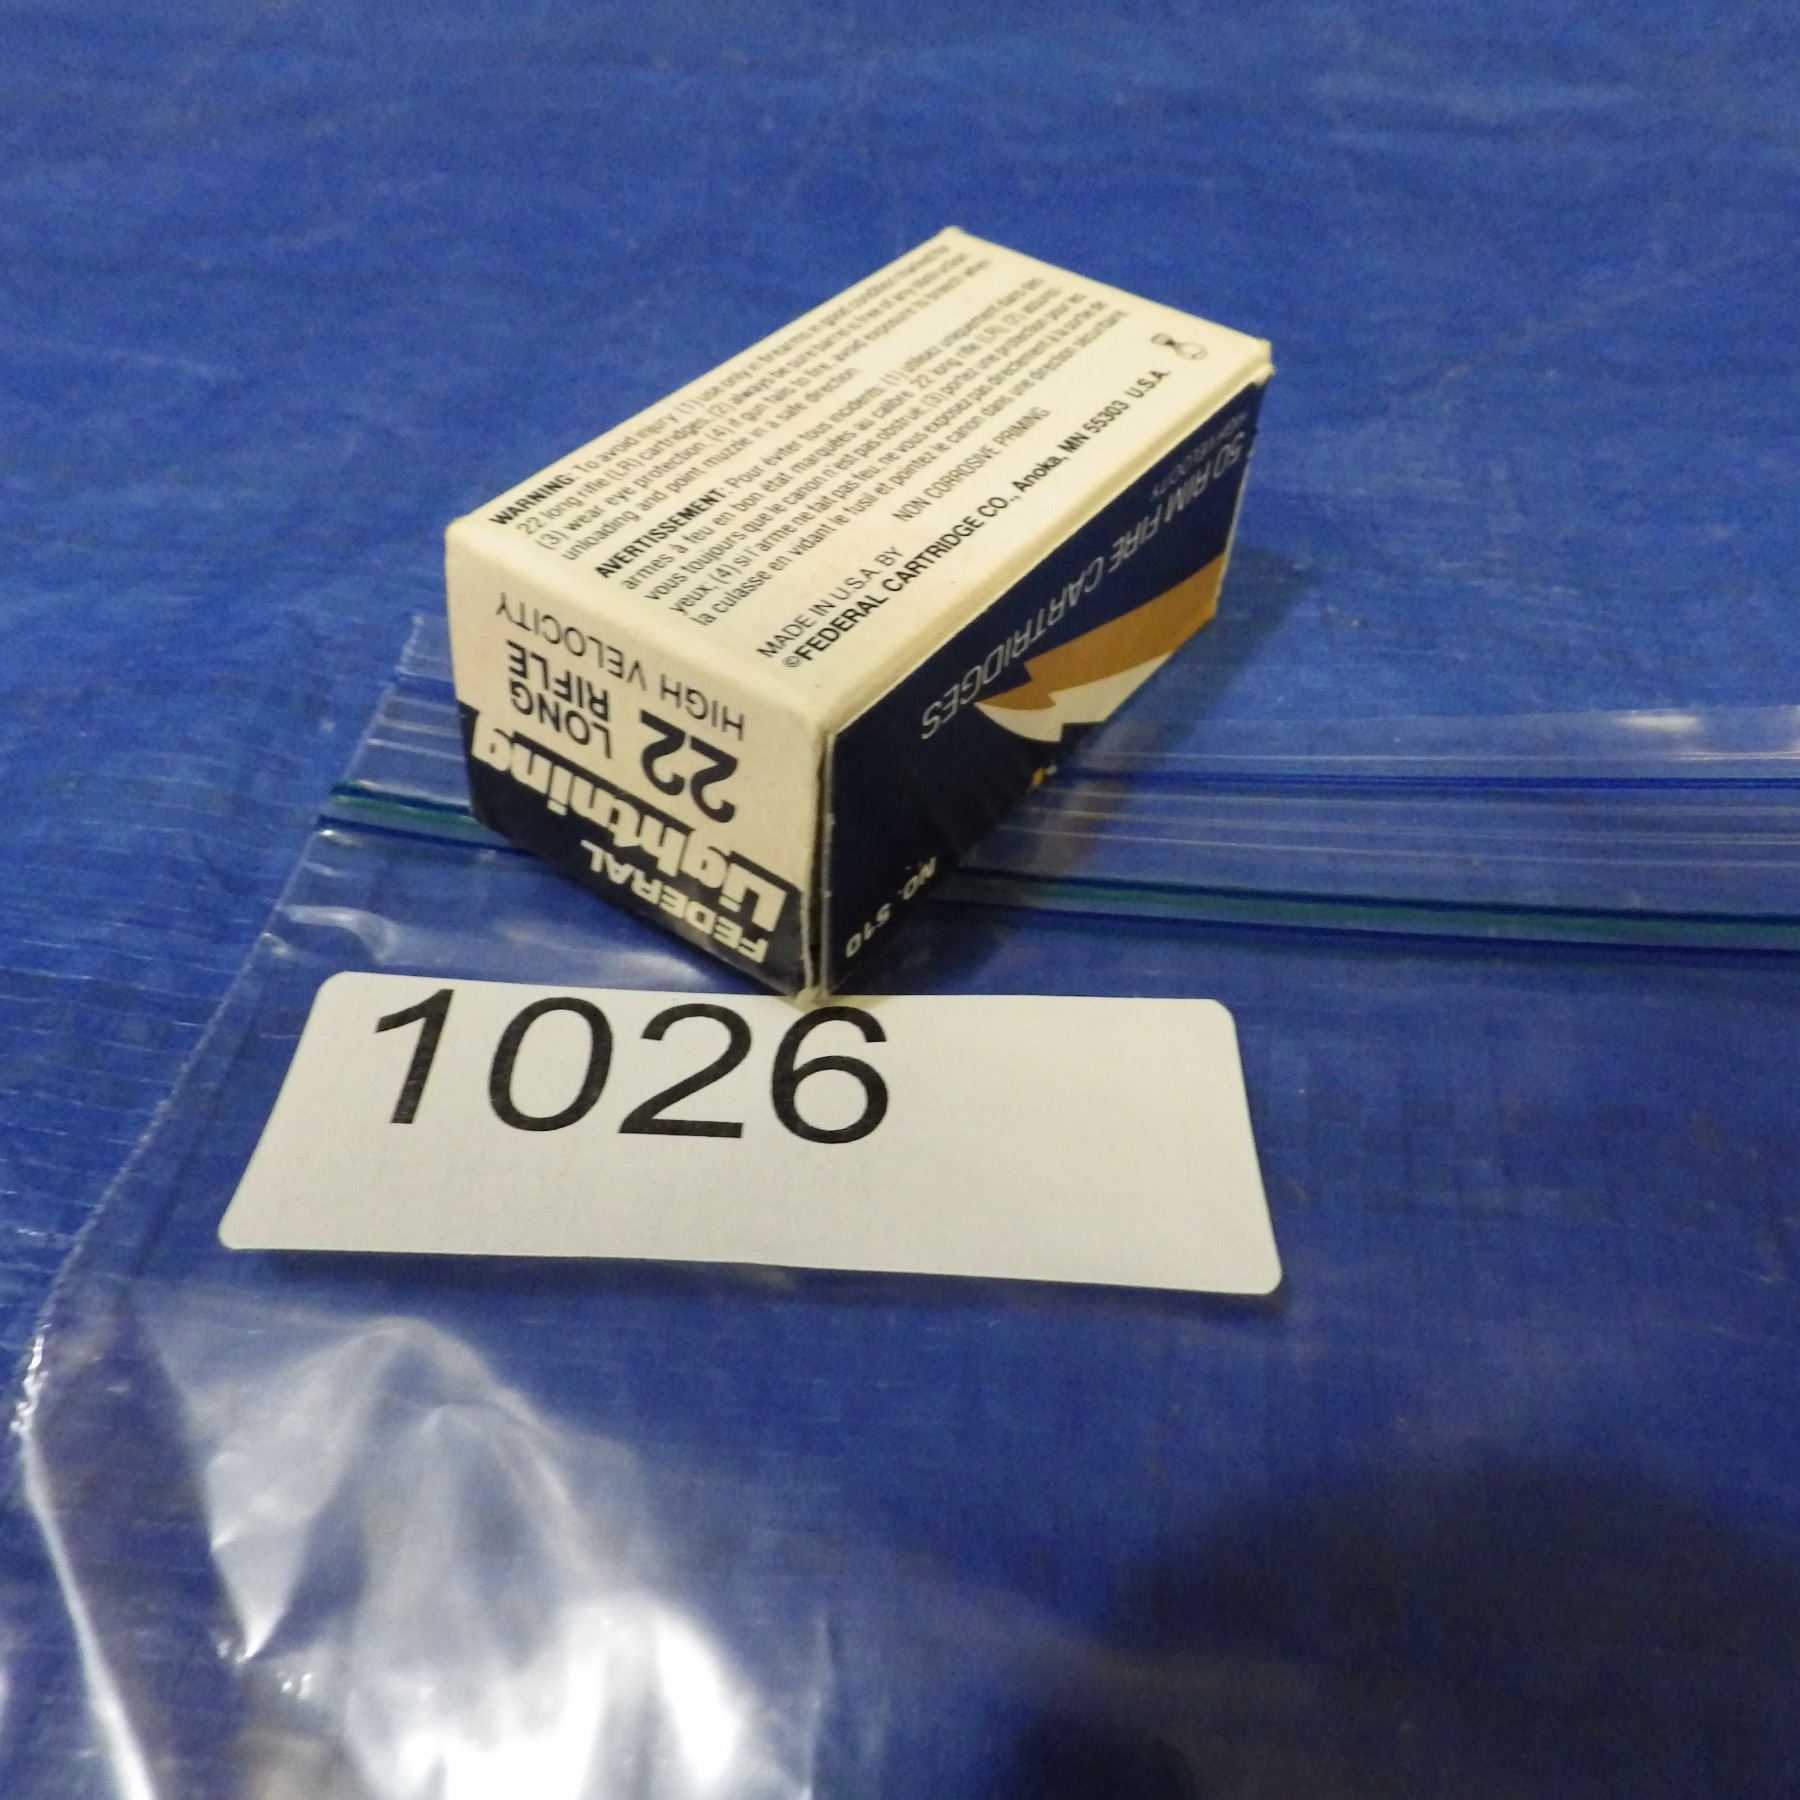 WARNING: To avoid injury (1) use only in firearms in good condition marked for
22 long rifle (LR) cartridges, (2) always be sure barrel is free of any obstruction,
(3) wear eye protection, (4) if gun fails to fire, avoid exposure to breech when
unloading and point muzzle in a safe direction.
AVERTISSEMENT: Pour éviter tous incidents, (1) utilisez uniquement dans des
armes à feu en bon état marquées au calibre 22 long rifle (LR), (2) assurez-
vous toujours que le canon n'est pas obstrué, (3) portez une protection pour les
yeux, (4) si l'arme ne fait pas feu, ne vous exposez pas directement à la sortie de
la culasse en vidant le fusil et pointez le canon dans une direction sécuritaire.
NON CORROSIVE PRIMING
MADE IN U.S.A. BY
©FEDERAL CARTRIDGE CO., Anoka, MN 55303 U.S.A.
FEDERAL
Lightning
22 LONG RIFLE
HIGH VELOCITY
NO. 510
50 RIM FIRE CARTRIDGES
HIGH VELOCITY
1026